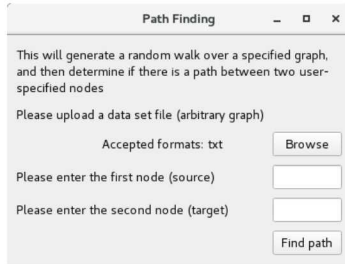 Path Finding
This will generate a random walk over a specified graph,
and then determine if there is a path between two user-
specified nodes
Please upload a data set file (arbitrary graph)
Accepted formats: txt
Browse
Please enter the first node (source)
Please enter the second node (target)
Find path